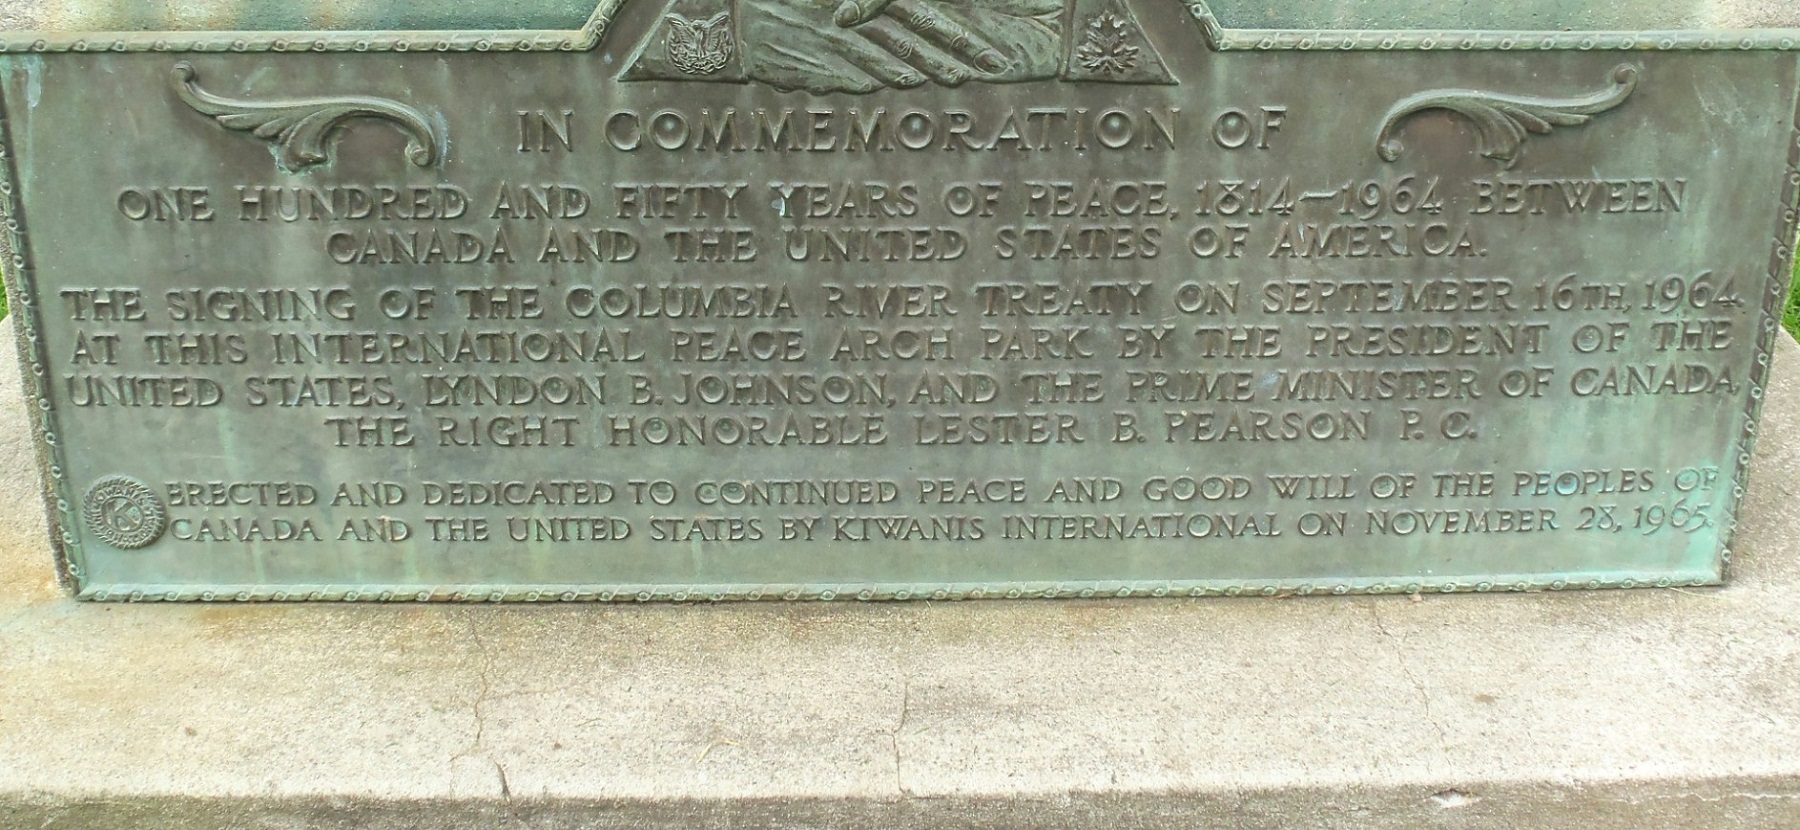 IN COMMEMORATION OF
ONE HUNDRED AND FIFTY YEARS OF PEACE, 1814–1964 BETWEEN
CANADA AND THE UNITED STATES OF AMERICA.
THE SIGNING OF THE COLUMBIA RIVER TREATY ON SEPTEMBER 16TH, 1964.
AT THIS INTERNATIONAL PEACE ARCH PARK BY THE PRESIDENT OF THE
UNITED STATES, LYNDON B. JOHNSON, AND THE PRIME MINISTER OF CANADA,
THE RIGHT HONORABLE LESTER B. PEARSON P. C.
ERECTED AND DEDICATED TO CONTINUED PEACE AND GOOD WILL OF THE PEOPLES OF
CANADA AND THE UNITED STATES BY KIWANIS INTERNATIONAL ON NOVEMBER 28, 1965.